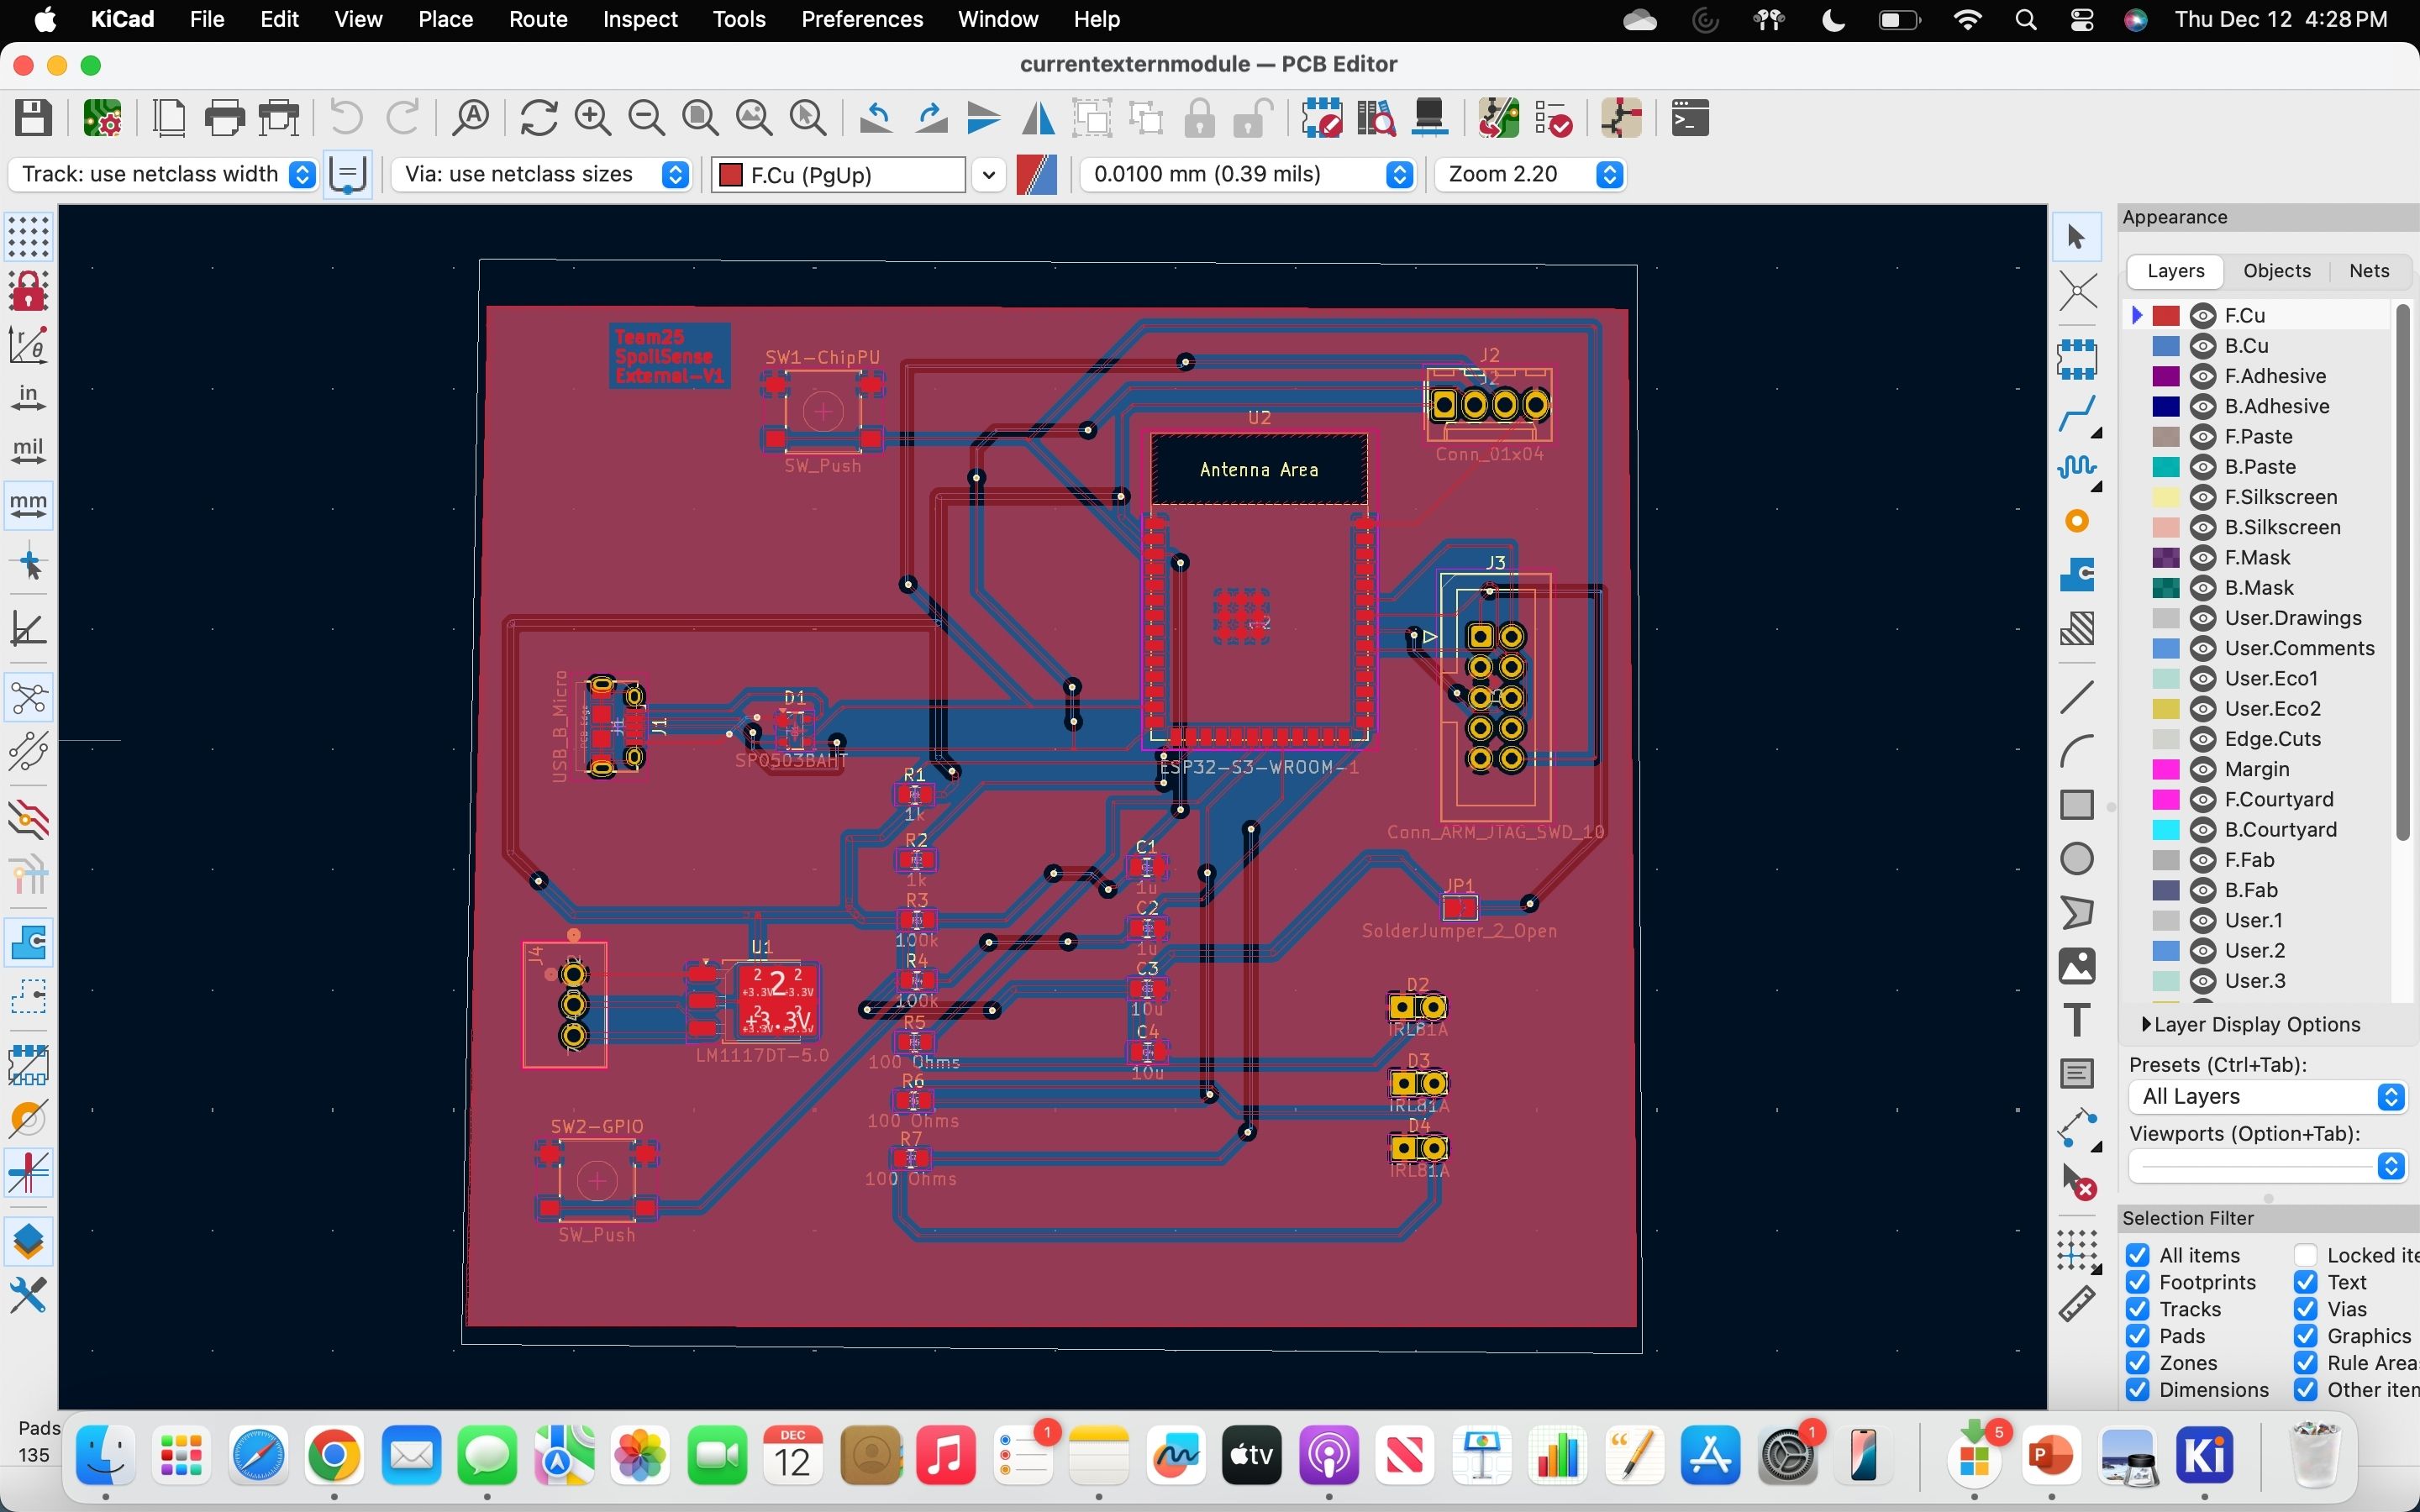 KiCad File Edit View Place Route Inspect Tools Preferences Window Help Thu Dec 12 4:28 PM
currentexternmodule — PCB Editor
Track: use netclass width Via: use netclass sizes F.Cu (PgUp) 0.0100 mm (0.39 mils) Zoom 2.20
in
mil
mm
Team25
SpoilSense
External-V1
SW1-ChipPU
SW_Push
U2
Antenna Area
J2
J2
Conn_01x04
J3
USB_B_Micro
J1
D1
SP0503BAHT
ESP32-S3-WROOM-1
R1
1k
R2
1k
R3
100k
R4
100k
R5
100 Ohms
R6
100 Ohms
R7
100 Ohms
C1
1u
C2
1u
C3
10u
C4
10u
Conn_ARM_JTAG_SWD_10
JP1
SolderJumper_2_Open
D2
IRL81A
D3
IRL81A
D4
IRL81A
J4
U1
2 2 2
+3.3V
LM1117DT-5.0
SW2-GPIO
SW_Push
Appearance
Layers Objects Nets
F.Cu
B.Cu
F.Adhesive
B.Adhesive
F.Paste
B.Paste
F.Silkscreen
B.Silkscreen
F.Mask
B.Mask
User.Drawings
User.Comments
User.Eco1
User.Eco2
Edge.Cuts
Margin
F.Courtyard
B.Courtyard
F.Fab
B.Fab
User.1
User.2
User.3
Layer Display Options
Presets (Ctrl+Tab):
All Layers
Viewports (Option+Tab):
Selection Filter
All items Locked ite
Footprints Text
Tracks Vias
Pads Graphics
Zones Rule Area
Dimensions Other item
Pads
135
DEC
12
1
tv
1
5
P
Ki